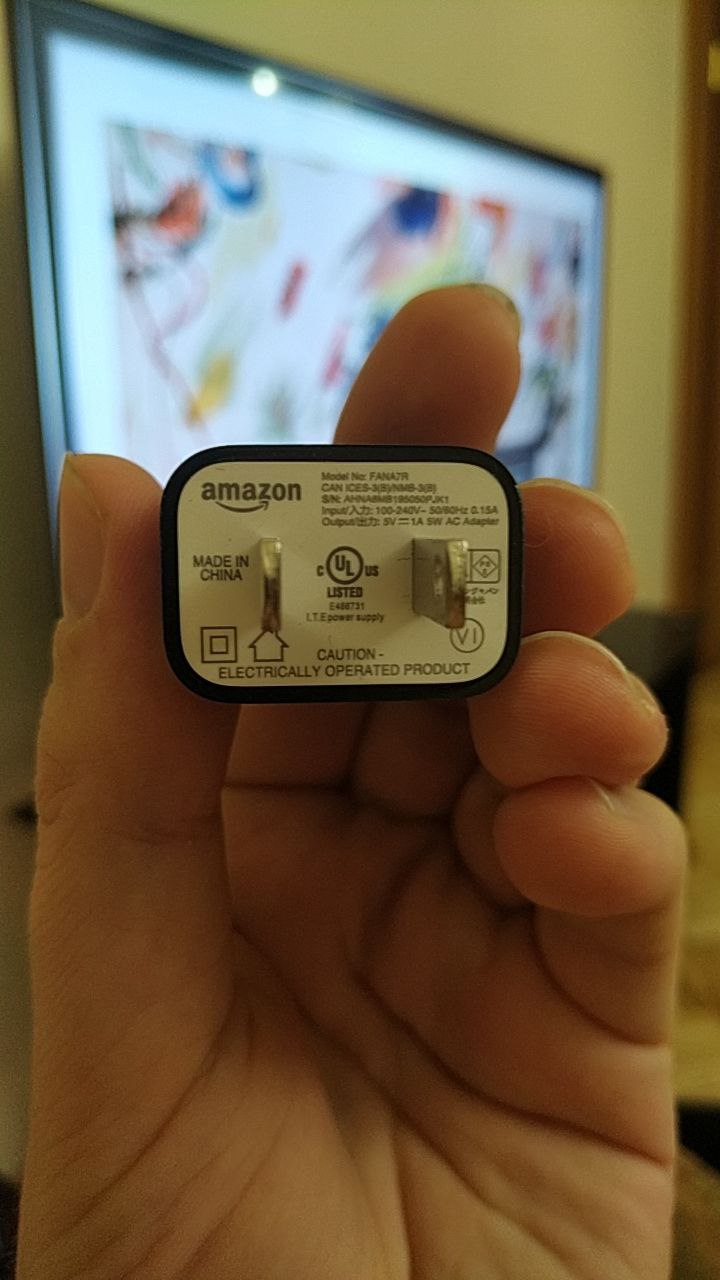 amazon
Model No: FANA7R
CAN ICES-3(B)/NMB-3(B)
S/N: AHNA6MB195050PJK1
Input/入力: 100-240V~ 50/60Hz 0.15A
Output/出力: 5V⎓1A 5W AC Adapter
MADE IN
CHINA
C UL US
LISTED
E466731
I.T.E power supply
VI
CAUTION -
ELECTRICALLY OPERATED PRODUCT